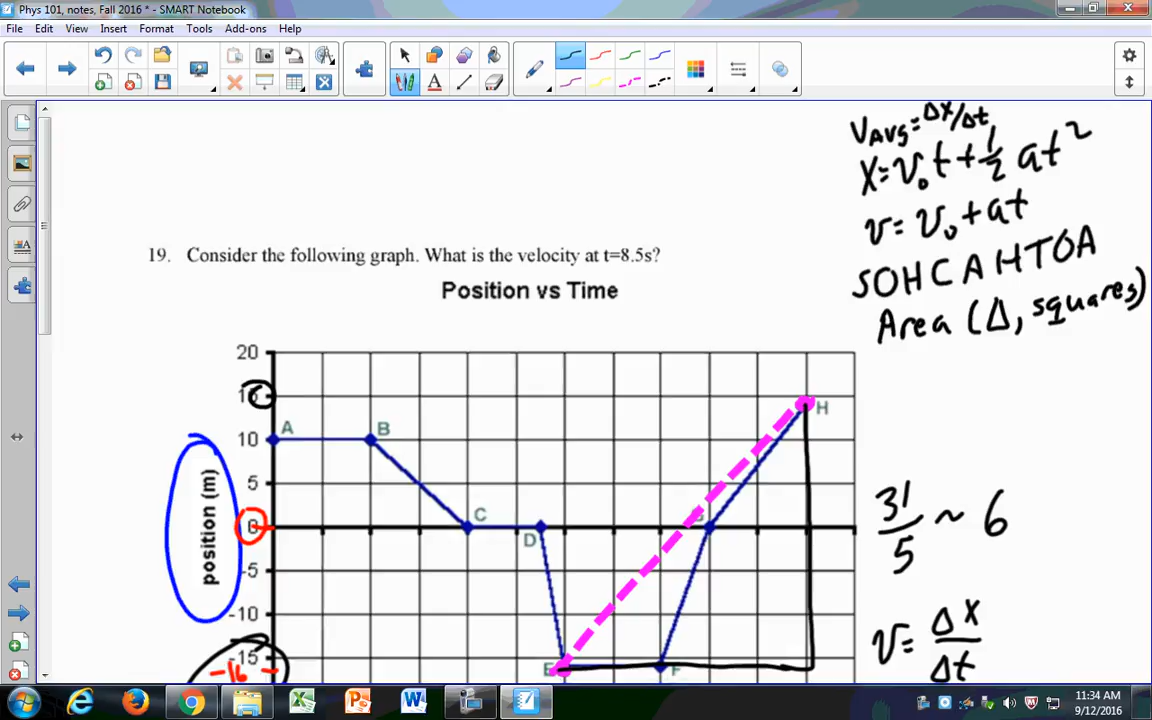 Phys 101, notes, Fall 2016 * - SMART Notebook
File Edit View Insert Format Tools Add-ons Help
VAVG = Δx/Δt
x = v₀t + 1/2 at²
v = v₀ + at
SOHCAHTOA
Area (Δ, squares)
19. Consider the following graph. What is the velocity at t=8.5s?
Position vs Time
20
10
5
0
-5
-10
-15
position (m)
A
B
C
D
E
F
H
-16
31/5 ~ 6
v = Δx/Δt
11:34 AM
9/12/2016